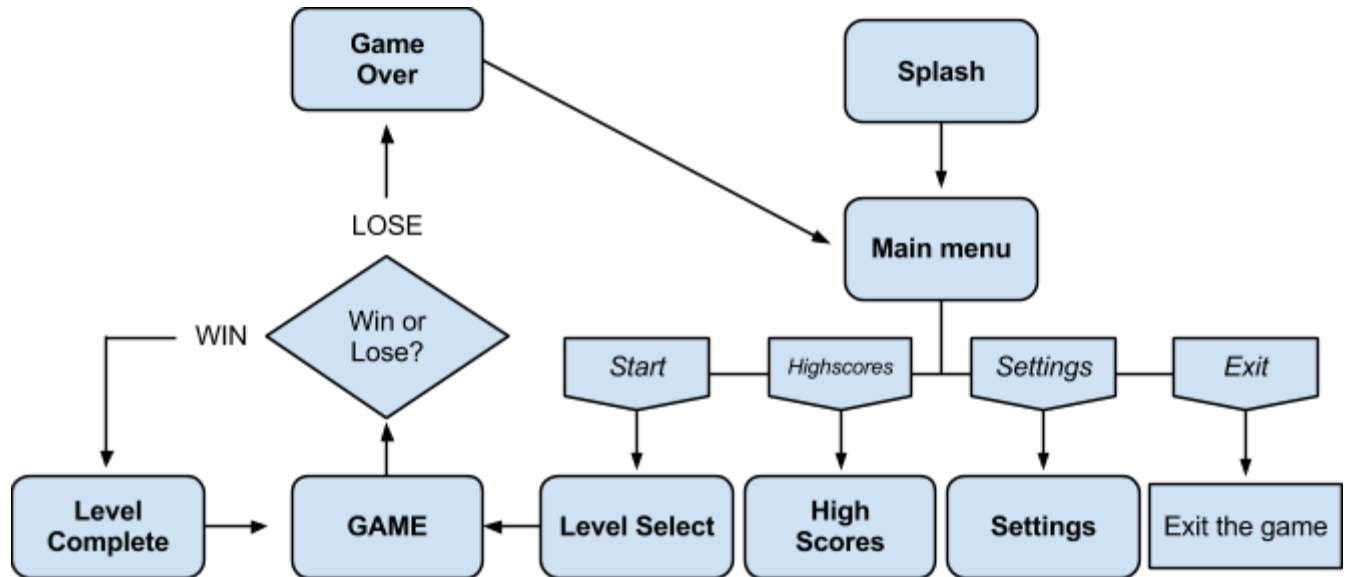 Game
Over
Splash
LOSE
Main menu
WIN
Win or
Lose?
Start
Highscores
Settings
Exit
Level
Complete
GAME
Level Select
High
Scores
Settings
Exit the game